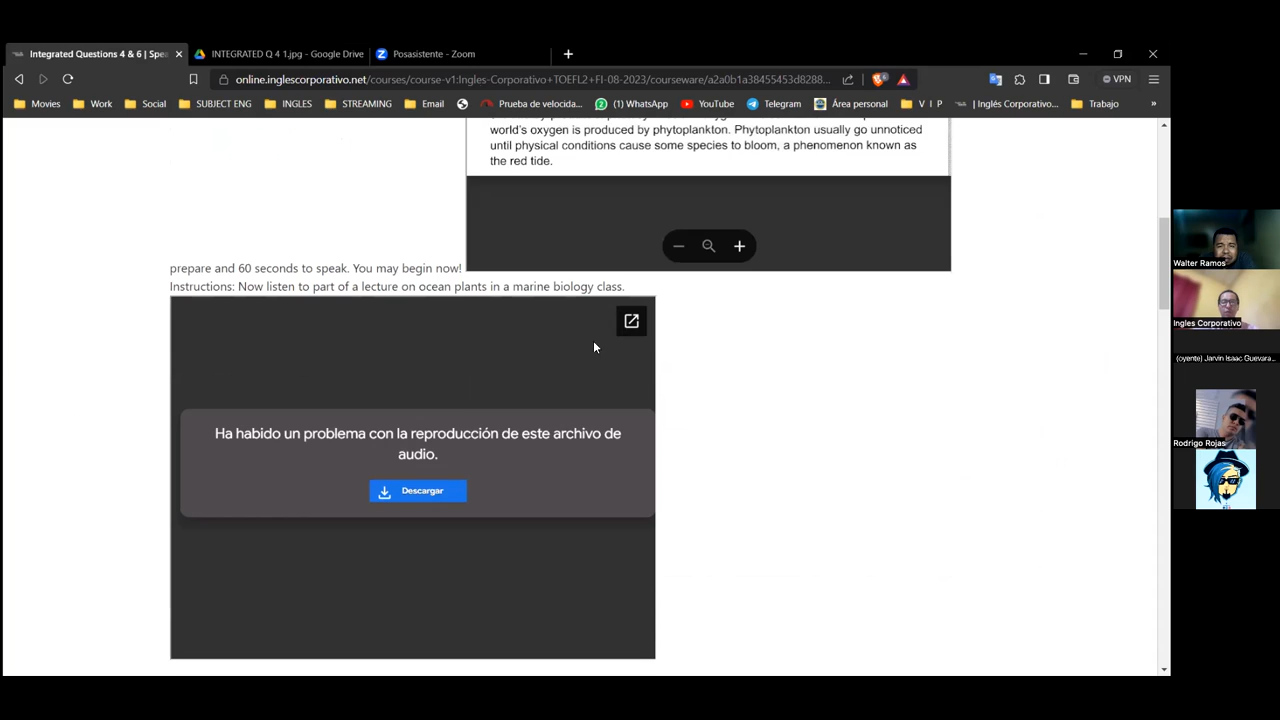 Integrated Questions 4 & 6 | Spea
INTEGRATED Q 4 1.jpg - Google Drive
Posasistente - Zoom
online.inglescorporativo.net/courses/course-v1:Ingles-Corporativo+TOEFL2+FI-08-2023/courseware/a2a0b1a38455453d8288...
VPN
Movies
Work
Social
SUBJECT ENG
INGLES
STREAMING
Email
Prueba de velocida...
(1) WhatsApp
YouTube
Telegram
Área personal
V I P
| Inglés Corporativo...
Trabajo
»
world's oxygen is produced by phytoplankton. Phytoplankton usually go unnoticed
until physical conditions cause some species to bloom, a phenomenon known as
the red tide.
prepare and 60 seconds to speak. You may begin now!
Instructions: Now listen to part of a lecture on ocean plants in a marine biology class.
Ha habido un problema con la reproducción de este archivo de
audio.
Descargar
Walter Ramos
Ingles Corporativo
(oyente) Jarvin Isaac Guevara...
Rodrigo Rojas